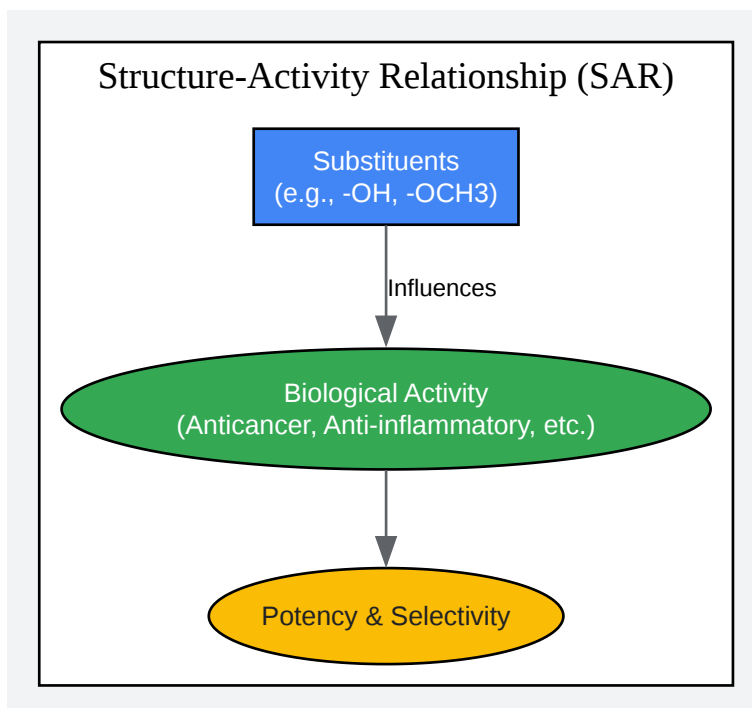 Structure-Activity Relationship (SAR)
Substituents
(e.g., -OH, -OCH3)
Influences
Biological Activity
(Anticancer, Anti-inflammatory, etc.)
Potency & Selectivity